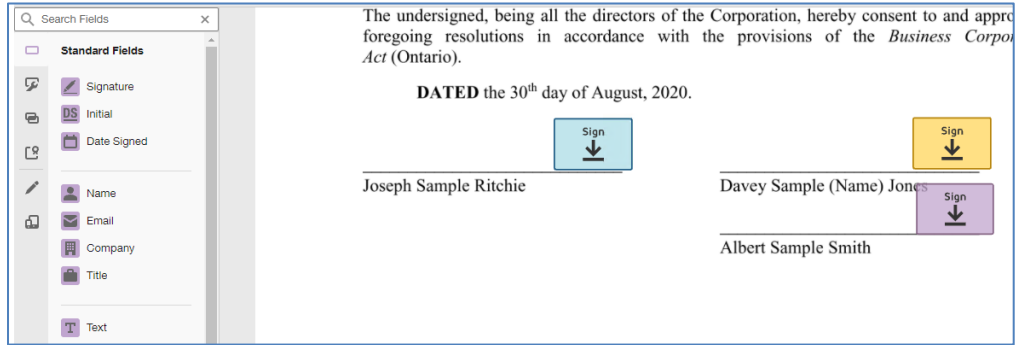 Search Fields ×
Standard Fields
Signature
DS Initial
Date Signed
Name
Email
Company
Title
T Text
The undersigned, being all the directors of the Corporation, hereby consent to and appro
foregoing resolutions in accordance with the provisions of the Business Corpor
Act (Ontario).
DATED the 30th day of August, 2020.
Sign
Sign
Joseph Sample Ritchie
Davey Sample (Name) Jones
Sign
Albert Sample Smith